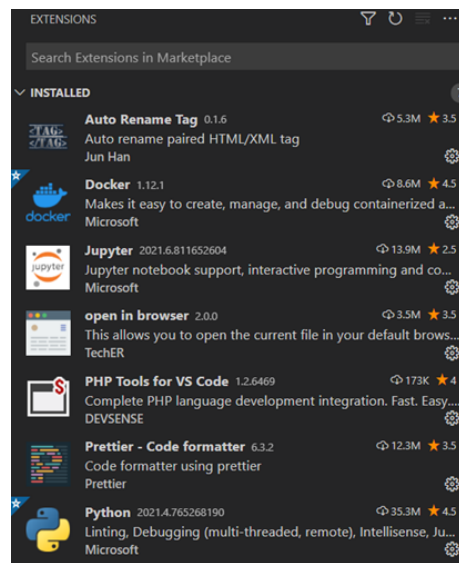 EXTENSIONS
Search Extensions in Marketplace
INSTALLED
Auto Rename Tag 0.1.6 5.3M 3.5
<TAG>
</TAG>
Auto rename paired HTML/XML tag
Jun Han
Docker 1.12.1 8.6M 4.5
docker
Makes it easy to create, manage, and debug containerized a...
Microsoft
Jupyter 2021.6.811652604 13.9M 2.5
jupyter
Jupyter notebook support, interactive programming and co...
Microsoft
open in browser 2.0.0 3.5M 3.5
This allows you to open the current file in your default brows...
TechER
PHP Tools for VS Code 1.2.6469 173K 4
Complete PHP language development integration. Fast. Easy....
DEVSENSE
Prettier - Code formatter 6.3.2 12.3M 3.5
Code formatter using prettier
Prettier
Python 2021.4.765268190 35.3M 4.5
Linting, Debugging (multi-threaded, remote), Intellisense, Ju...
Microsoft